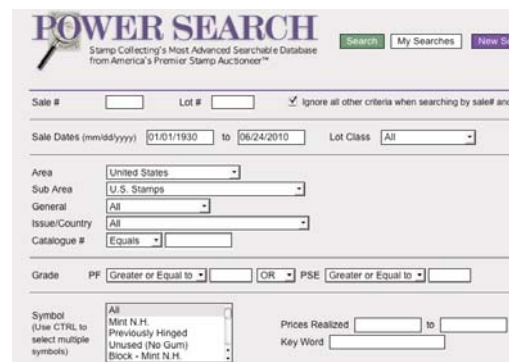 POWER SEARCH
Stamp Collecting's Most Advanced Searchable Database
from America's Premier Stamp Auctioneer™
Search My Searches New
Sale # Lot # Ignore all other criteria when searching by sale# and
Sale Dates (mm/dd/yyyy) 01/01/1930 to 06/24/2010 Lot Class All
Area United States
Sub Area U.S. Stamps
General All
Issue/Country All
Catalogue # Equals
Grade PF Greater or Equal to OR PSE Greater or Equal to
Symbol
(Use CTRL to
select multiple
symbols)
All
Mint N.H.
Previously Hinged
Unused (No Gum)
Block - Mint N.H.
Prices Realized to
Key Word